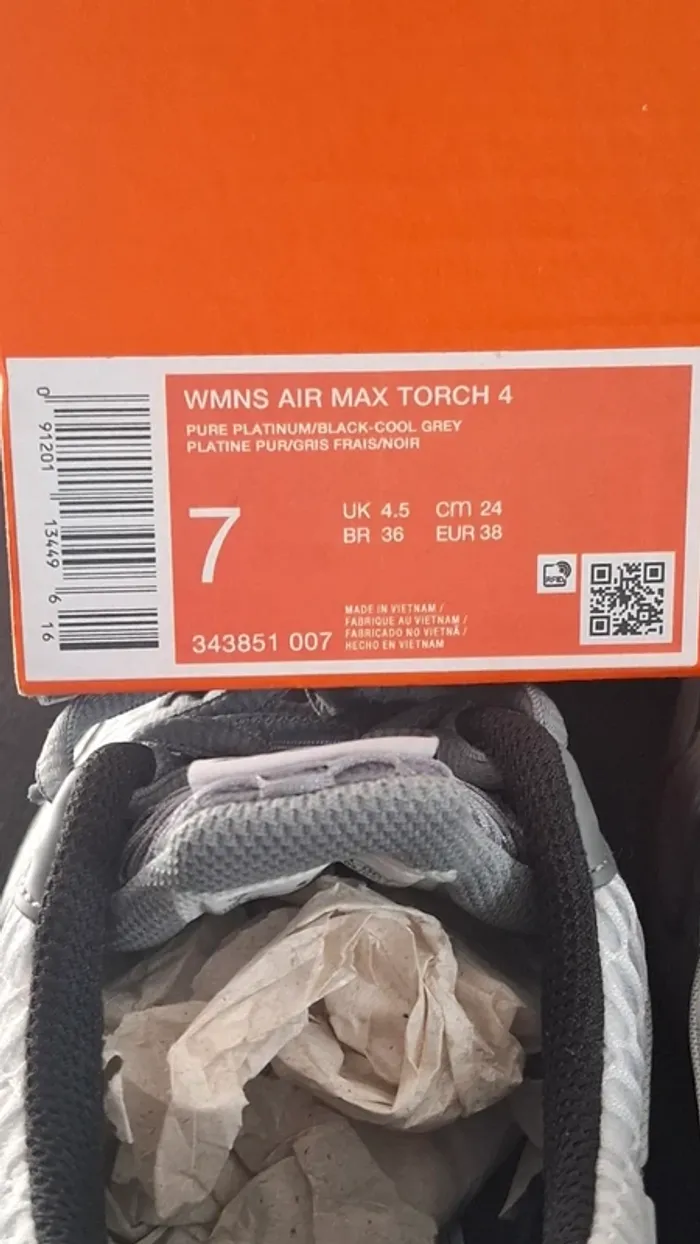 WMNS AIR MAX TORCH 4
PURE PLATINUM/BLACK-COOL GREY
PLATINE PUR/GRIS FRAIS/NOIR
7
UK 4.5 cm 24
BR 36 EUR 38
RFID
343851 007
MADE IN VIETNAM /
FABRIQUE AU VIETNAM /
FABRICADO NO VIETNÃ /
HECHO EN VIETNAM
0 91201 13449 6 16